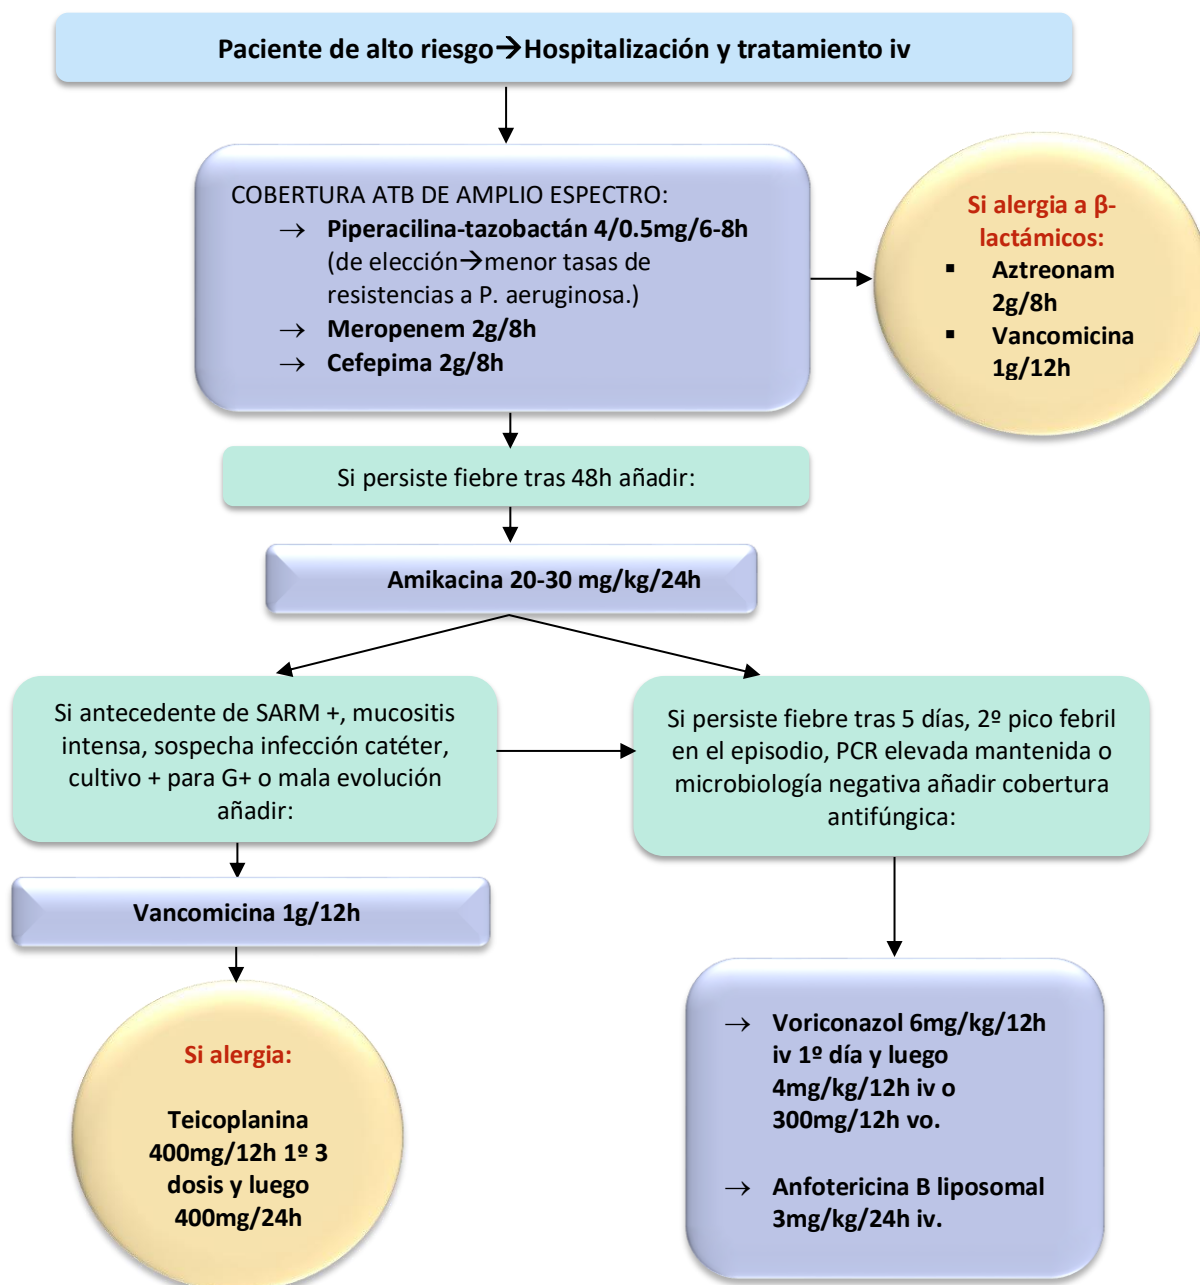 Paciente de alto riesgo→Hospitalización y tratamiento iv
COBERTURA ATB DE AMPLIO ESPECTRO:
→ Piperacilina-tazobactán 4/0.5mg/6-8h
(de elección→menor tasas de
resistencias a P. aeruginosa.)
→ Meropenem 2g/8h
→ Cefepima 2g/8h
Si alergia a β-
lactámicos:
▪ Aztreonam
2g/8h
▪ Vancomicina
1g/12h
Si persiste fiebre tras 48h añadir:
Amikacina 20-30 mg/kg/24h
Si antecedente de SARM +, mucositis
intensa, sospecha infección catéter,
cultivo + para G+ o mala evolución
añadir:
Si persiste fiebre tras 5 días, 2º pico febril
en el episodio, PCR elevada mantenida o
microbiología negativa añadir cobertura
antifúngica:
Vancomicina 1g/12h
Si alergia:
Teicoplanina
400mg/12h 1º 3
dosis y luego
400mg/24h
→ Voriconazol 6mg/kg/12h
iv 1º día y luego
4mg/kg/12h iv o
300mg/12h vo.
→ Anfotericina B liposomal
3mg/kg/24h iv.